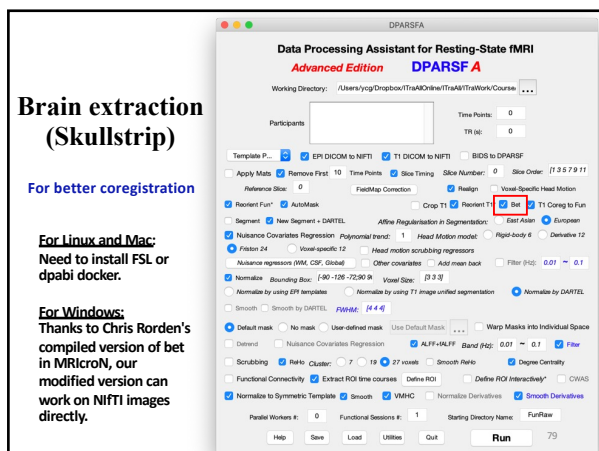 Brain extraction
(Skullstrip)
For better coregistration
For Linux and Mac:
Need to install FSL or
dpabi docker.
For Windows:
Thanks to Chris Rorden's
compiled version of bet
in MRIcroN, our
modified version can
work on NIfTI images
directly.
DPARSFA
Data Processing Assistant for Resting-State fMRI
Advanced Edition DPARSF A
Working Directory: /Users/ycg/Dropbox/ITraAllOnline/ITraAll/ITraWork/Course/ ...
Participants
Time Points: 0
TR (s): 0
Template P... EPI DICOM to NIFTI T1 DICOM to NIFTI BIDS to DPARSF
Apply Mats Remove First 10 Time Points Slice Timing Slice Number: 0 Slice Order: [1 3 5 7 9 11
Reference Slice: 0 FieldMap Correction Realign Voxel-Specific Head Motion
Reorient Fun* AutoMask Crop T1 Reorient T1* Bet T1 Coreg to Fun
Segment New Segment + DARTEL Affine Regularisation in Segmentation: East Asian European
Nuisance Covariates Regression Polynomial trend: 1 Head Motion model: Rigid-body 6 Derivative 12
Friston 24 Voxel-specific 12 Head motion scrubbing regressors
Nuisance regressors (WM, CSF, Global) Other covariates Add mean back Filter (Hz): 0.01 ~ 0.1
Normalize Bounding Box: [-90 -126 -72;90 90 Voxel Size: [3 3 3]
Normalize by using EPI templates Normalize by using T1 image unified segmentation Normalize by DARTEL
Smooth Smooth by DARTEL FWHM: [4 4 4]
Default mask No mask User-defined mask Use Default Mask ... Warp Masks into Individual Space
Detrend Nuisance Covariates Regression ALFF+fALFF Band (Hz): 0.01 ~ 0.1 Filter
Scrubbing ReHo Cluster: 7 19 27 voxels Smooth ReHo Degree Centrality
Functional Connectivity Extract ROI time courses Define ROI Define ROI Interactively* CWAS
Normalize to Symmetric Template Smooth VMHC Normalize Derivatives Smooth Derivatives
Parallel Workers #: 0 Functional Sessions #: 1 Starting Directory Name: FunRaw
Help Save Load Utilities Quit Run 79